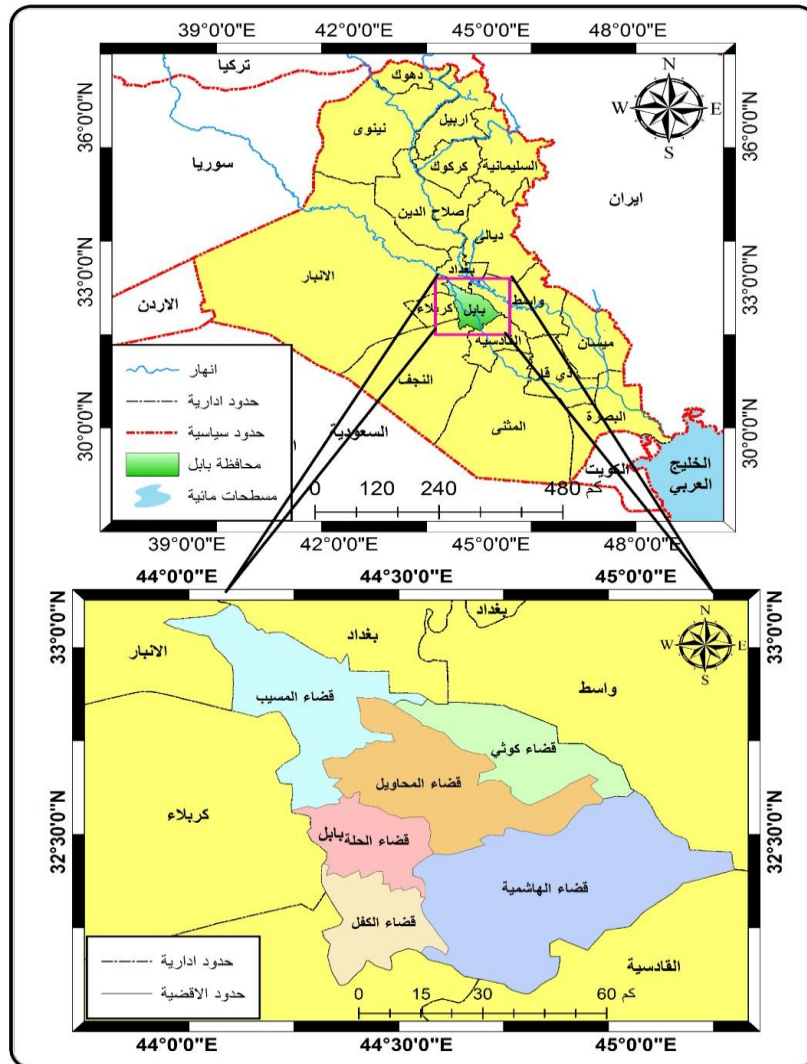 39°0'0"E 42°0'0"E 45°0'0"E 48°0'0"E
36°0'0"N
33°0'0"N
30°0'0"N
36°0'0"N
33°0'0"N
30°0'0"N
N
W E
S
تركيا
سوريا
الاردن
السعودية
ايران
الكويت
الخليج
العربي
دهوك
نينوى
اربيل
كركوك
السليمانية
صلاح الدين
ديالى
الانبار
بغداد
كربلاء
بابل
واسط
القادسية
النجف
المثنى
ذي قار
ميسان
البصرة
انهار
حدود ادارية
حدود سياسية
محافظة بابل
مسطحات مائية
0 120 240 480 كم
39°0'0"E 42°0'0"E 45°0'0"E 48°0'0"E
44°0'0"E 44°30'0"E 45°0'0"E
33°0'0"N
32°30'0"N
33°0'0"N
32°30'0"N
N
W E
S
بغداد
بغداد
الانبار
واسط
كربلاء
القادسية
قضاء المسيب
قضاء كوثي
قضاء المحاويل
بابل
قضاء الحلة
قضاء الهاشمية
قضاء الكفل
حدود ادارية
حدود الاقضية
0 15 30 60 كم
44°0'0"E 44°30'0"E 45°0'0"E